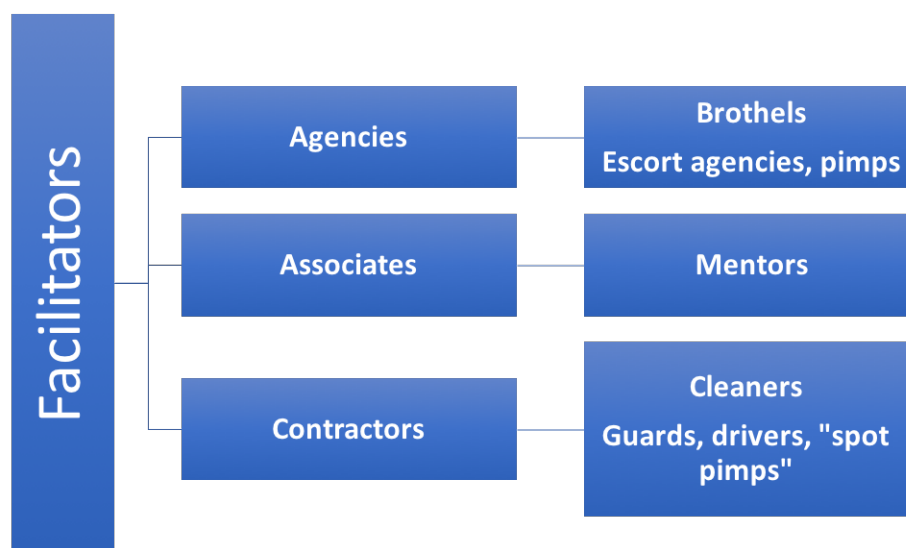 Facilitators
Agencies
Brothels
Escort agencies, pimps
Associates
Mentors
Contractors
Cleaners
Guards, drivers, "spot
pimps"